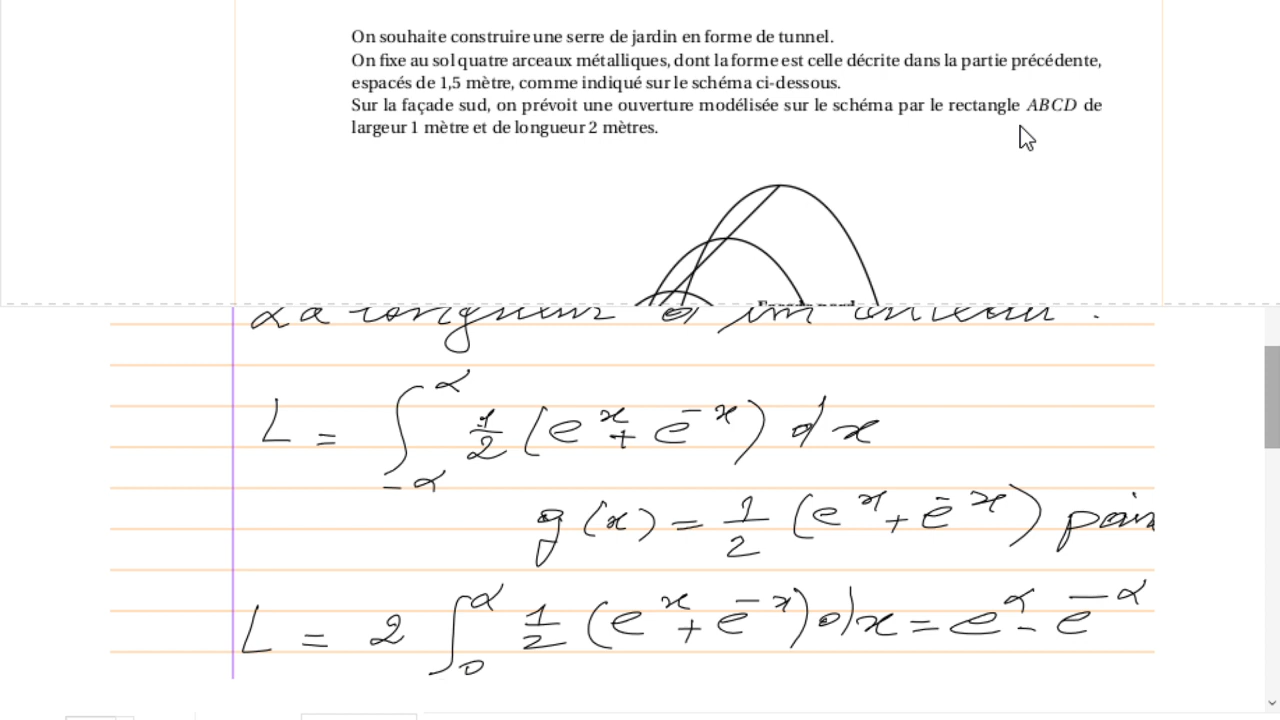 On souhaite construire une serre de jardin en forme de tunnel.
On fixe au sol quatre arceaux métalliques, dont la forme est celle décrite dans la partie précédente,
espacés de 1,5 mètre, comme indiqué sur le schéma ci-dessous.
Sur la façade sud, on prévoit une ouverture modélisée sur le schéma par le rectangle ABCD de
largeur 1 mètre et de longueur 2 mètres.
La longueur d'un
L = ∫_{-α}^{α} 1/2 (e^x + e^{-x}) dx
g(x) = 1/2 (e^x + e^{-x}) pair
L = 2 ∫_0^α 1/2 (e^x + e^{-x}) dx = e^α - e^{-α}